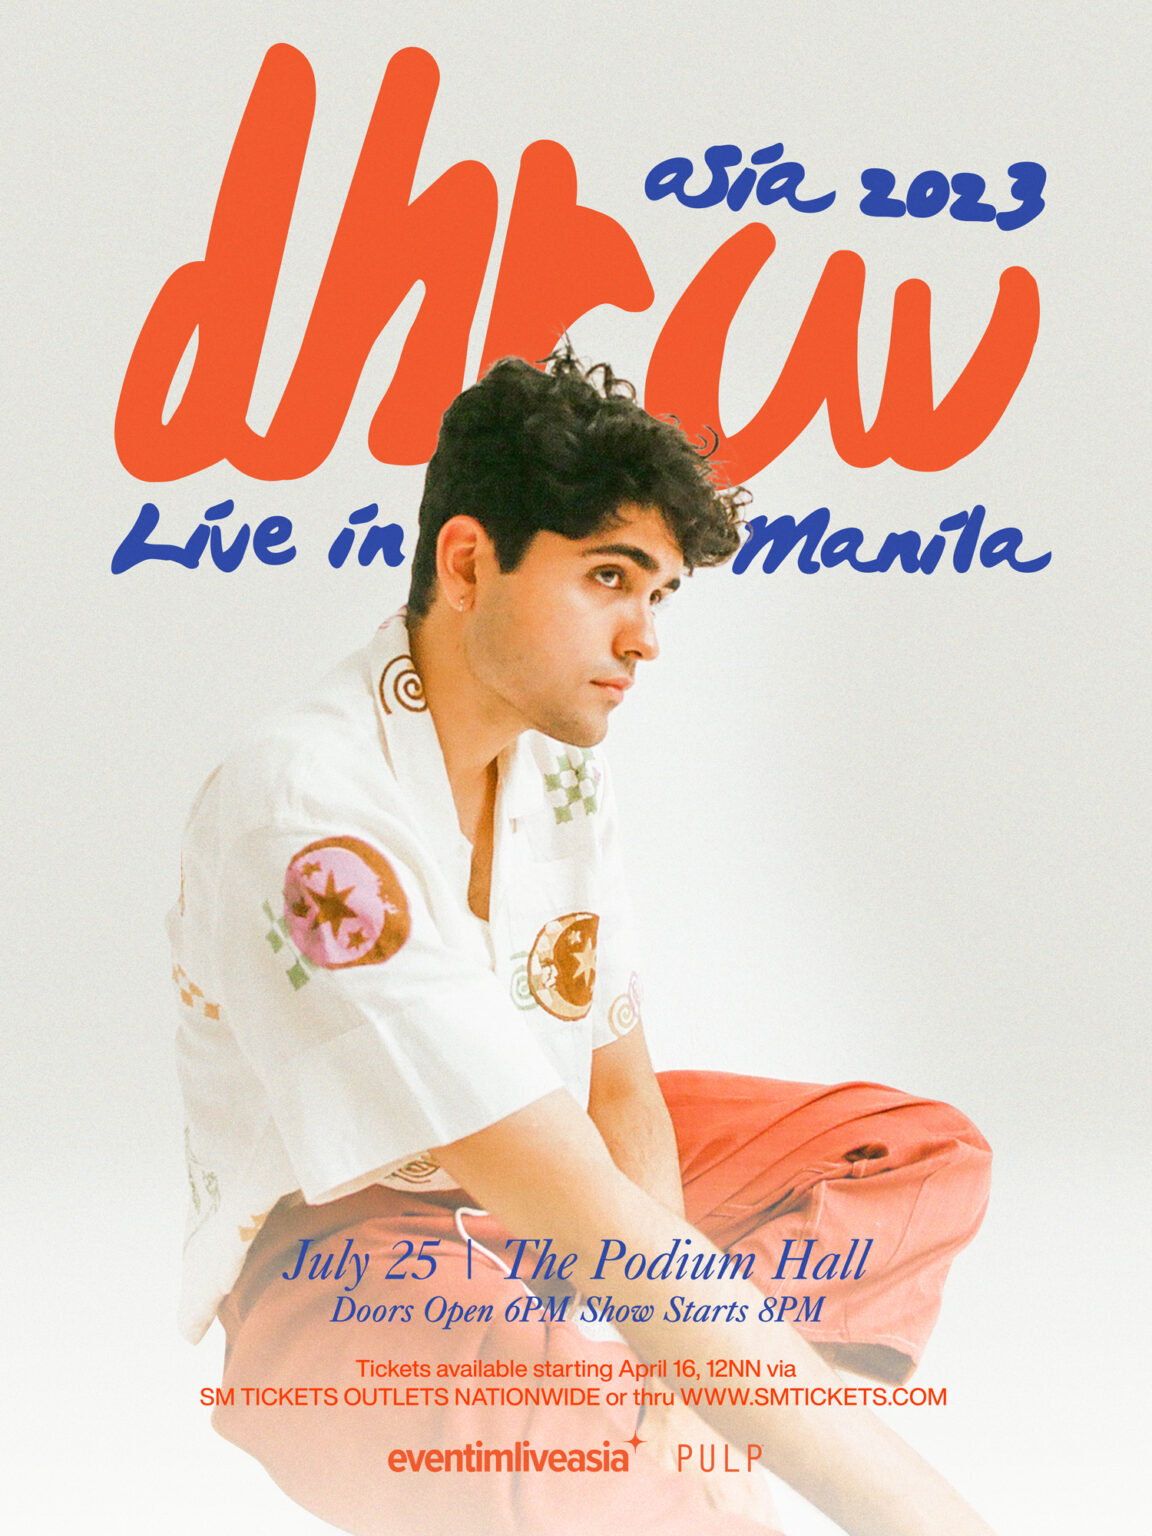 dhruv
asia 2023
Live in Manila
July 25 | The Podium Hall
Doors Open 6PM Show Starts 8PM
Tickets available starting April 16, 12NN via
SM TICKETS OUTLETS NATIONWIDE or thru WWW.SMTICKETS.COM
eventimliveasia PULP